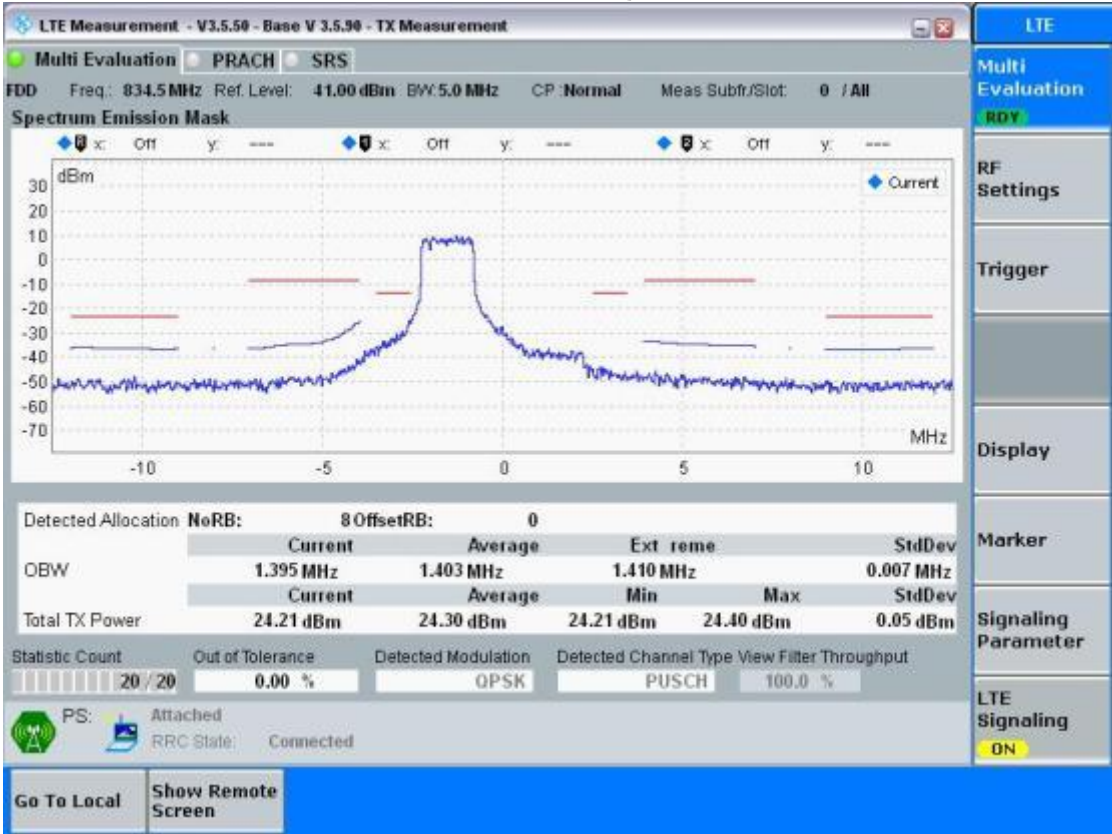 LTE Measurement - V3.5.50 - Base V 3.5.90 - TX Measurement
LTE
Multi Evaluation PRACH SRS
Multi Evaluation
RDY
FDD Freq.: 834.5 MHz Ref. Level: 41.00 dBm BW: 5.0 MHz CP :Normal Meas Subfr./Slot: 0 / All
Spectrum Emission Mask
x: Off y: --- x: Off y: --- x: Off y: ---
dBm
Current
30
20
10
0
-10
-20
-30
-40
-50
-60
-70
MHz
-10 -5 0 5 10
RF Settings
Trigger
Display
Marker
Signaling Parameter
LTE Signaling
ON
Detected Allocation NoRB: 8 OffsetRB: 0
Current Average Ext reme StdDev
OBW 1.395 MHz 1.403 MHz 1.410 MHz 0.007 MHz
Current Average Min Max StdDev
Total TX Power 24.21 dBm 24.30 dBm 24.21 dBm 24.40 dBm 0.05 dBm
Statistic Count Out of Tolerance Detected Modulation Detected Channel Type View Filter Throughput
20 / 20 0.00 % QPSK PUSCH 100.0 %
PS: Attached
RRC State: Connected
Go To Local
Show Remote Screen